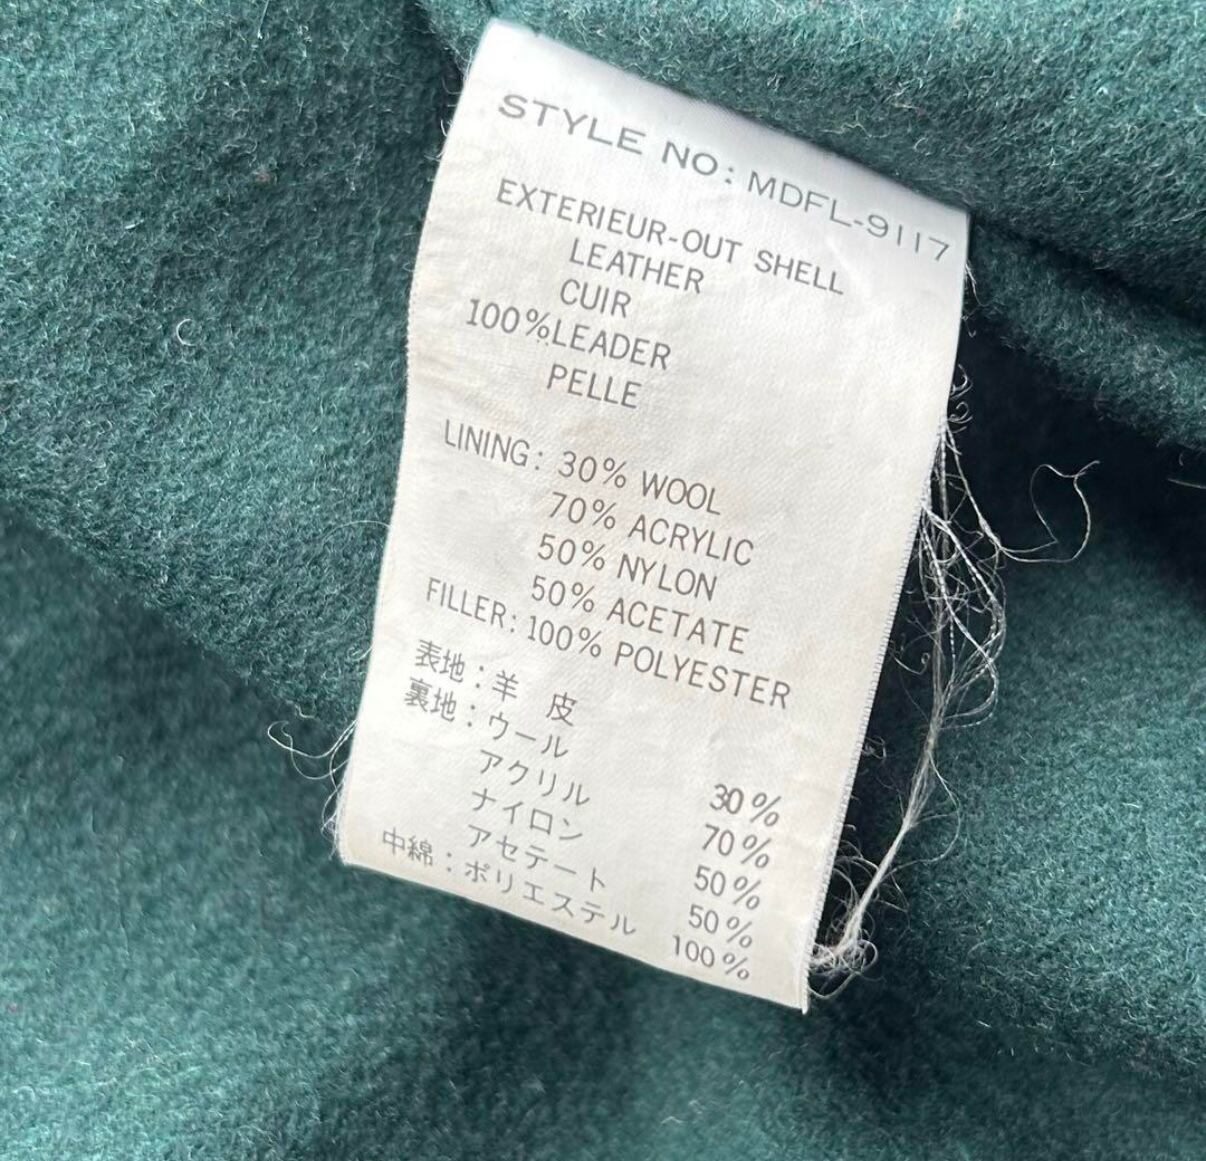 STYLE NO: MDFL-9117
EXTERIEUR-OUT SHELL
LEATHER
CUIR
100%LEADER
PELLE
LINING: 30% WOOL
70% ACRYLIC
50% NYLON
50% ACETATE
FILLER: 100% POLYESTER
表地:羊 皮
裏地:ウール 30%
アクリル 70%
ナイロン 50%
アセテート 50%
中綿:ポリエステル 100%